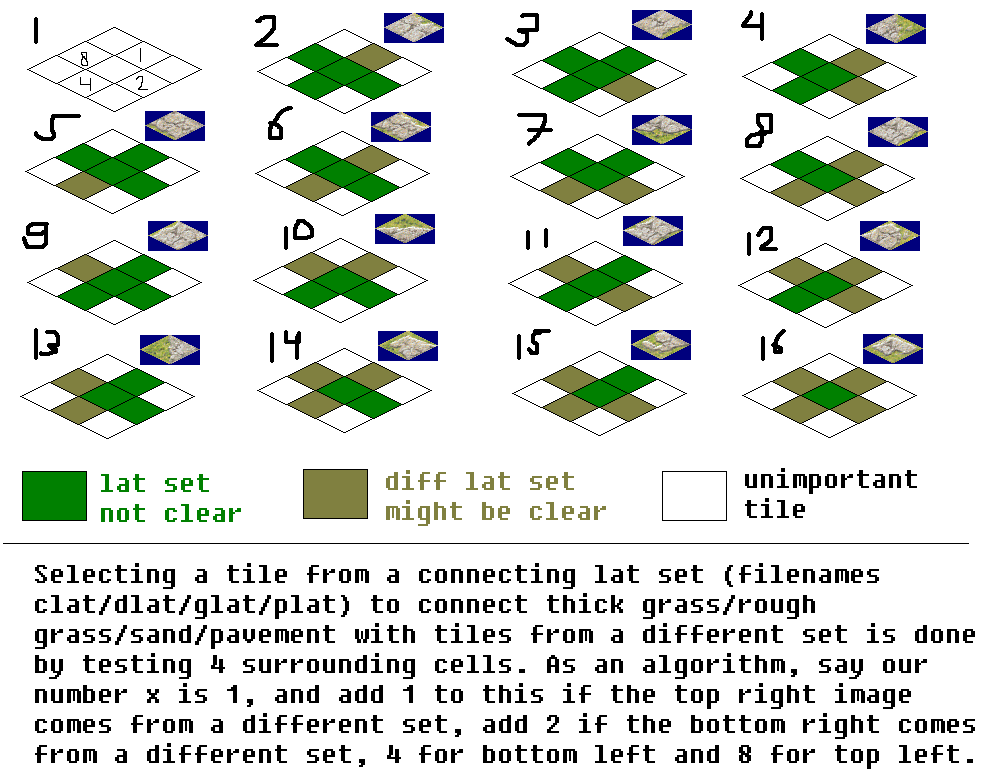 1 2 3 4
8 1
4 2
5 6 7 8
9 10 11 12
13 14 15 16
lat set
not clear
diff lat set
might be clear
unimportant
tile
Selecting a tile from a connecting lat set (filenames
clat/dlat/glat/plat) to connect thick grass/rough
grass/sand/pavement with tiles from a different set is done
by testing 4 surrounding cells. As an algorithm, say our
number x is 1, and add 1 to this if the top right image
comes from a different set, add 2 if the bottom right comes
from a different set, 4 for bottom left and 8 for top left.